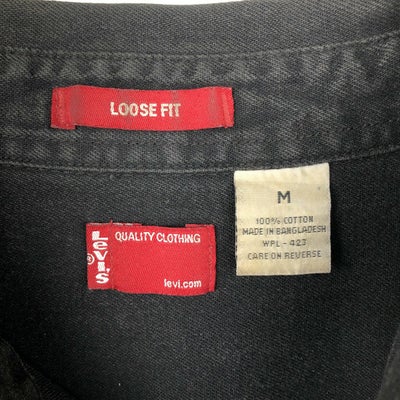 LOOSE FIT
LEVI'S
®
QUALITY CLOTHING
levi.com
M
100% COTTON
MADE IN BANGLADESH
WPL - 423
CARE ON REVERSE